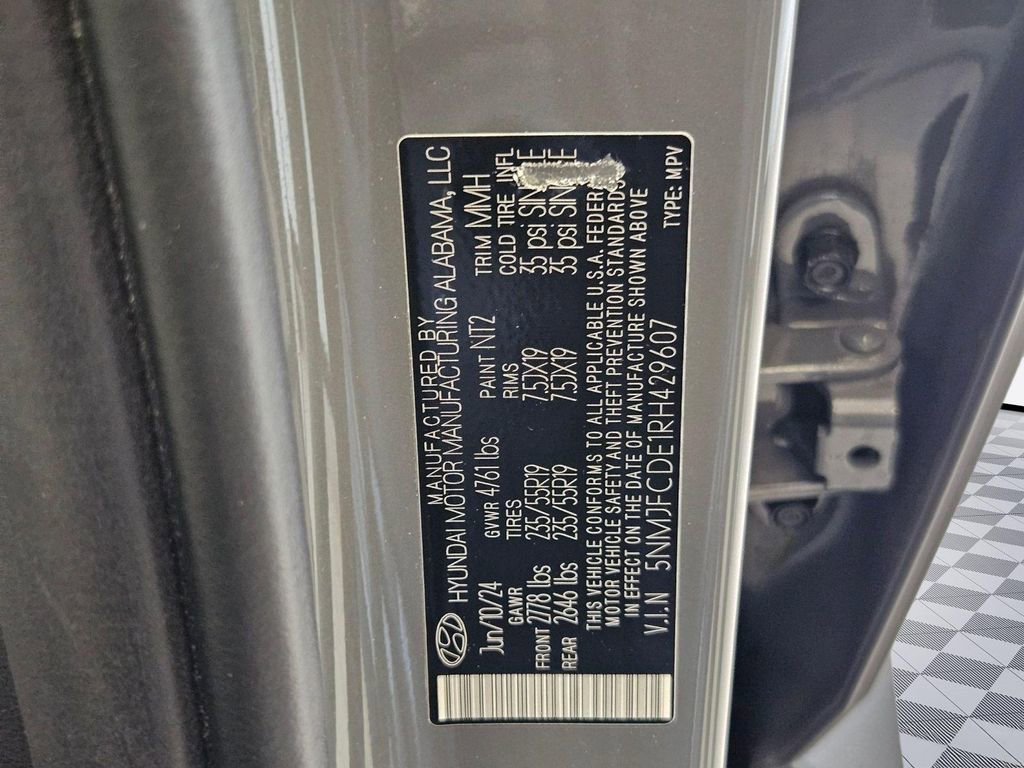 MANUFACTURED BY
HYUNDAI MOTOR MANUFACTURING ALABAMA, LLC
Jun/10/24 GVWR 4761 lbs PAINT NT2 TRIM MMH
GAWR TIRES RIMS COLD TIRE INFL
FRONT 2778 lbs 235/55R19 7.5JX19 35 psi
REAR 2646 lbs 235/55R19 7.5JX19 35 psi
THIS VEHICLE CONFORMS TO ALL APPLICABLE U.S.A. FEDERAL
MOTOR VEHICLE SAFETY AND THEFT PREVENTION STANDARDS
IN EFFECT ON THE DATE OF MANUFACTURE SHOWN ABOVE
V.I.N 5NMJFCDE1RH429607 TYPE: MPV